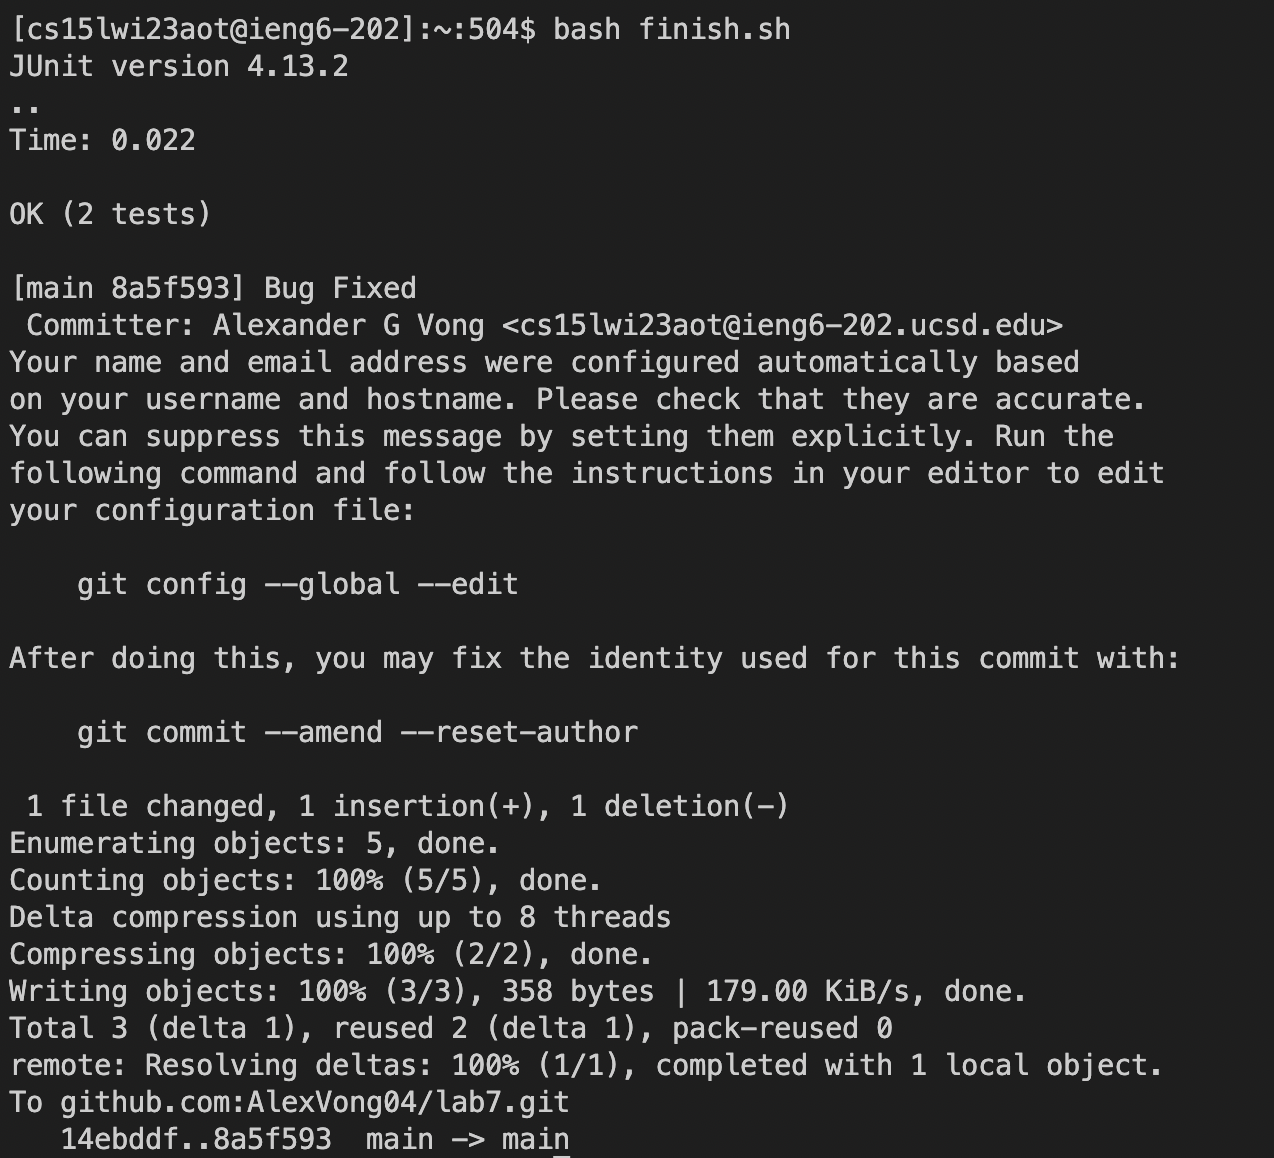 [cs15lwi23aot@ieng6-202]:~:504$ bash finish.sh
JUnit version 4.13.2
..
Time: 0.022
OK (2 tests)
[main 8a5f593] Bug Fixed
Committer: Alexander G Vong <cs15lwi23aot@ieng6-202.ucsd.edu>
Your name and email address were configured automatically based
on your username and hostname. Please check that they are accurate.
You can suppress this message by setting them explicitly. Run the
following command and follow the instructions in your editor to edit
your configuration file:
git config --global --edit
After doing this, you may fix the identity used for this commit with:
git commit --amend --reset-author
1 file changed, 1 insertion(+), 1 deletion(-)
Enumerating objects: 5, done.
Counting objects: 100% (5/5), done.
Delta compression using up to 8 threads
Compressing objects: 100% (2/2), done.
Writing objects: 100% (3/3), 358 bytes | 179.00 KiB/s, done.
Total 3 (delta 1), reused 2 (delta 1), pack-reused 0
remote: Resolving deltas: 100% (1/1), completed with 1 local object.
To github.com:AlexVong04/lab7.git
14ebddf..8a5f593  main -> main